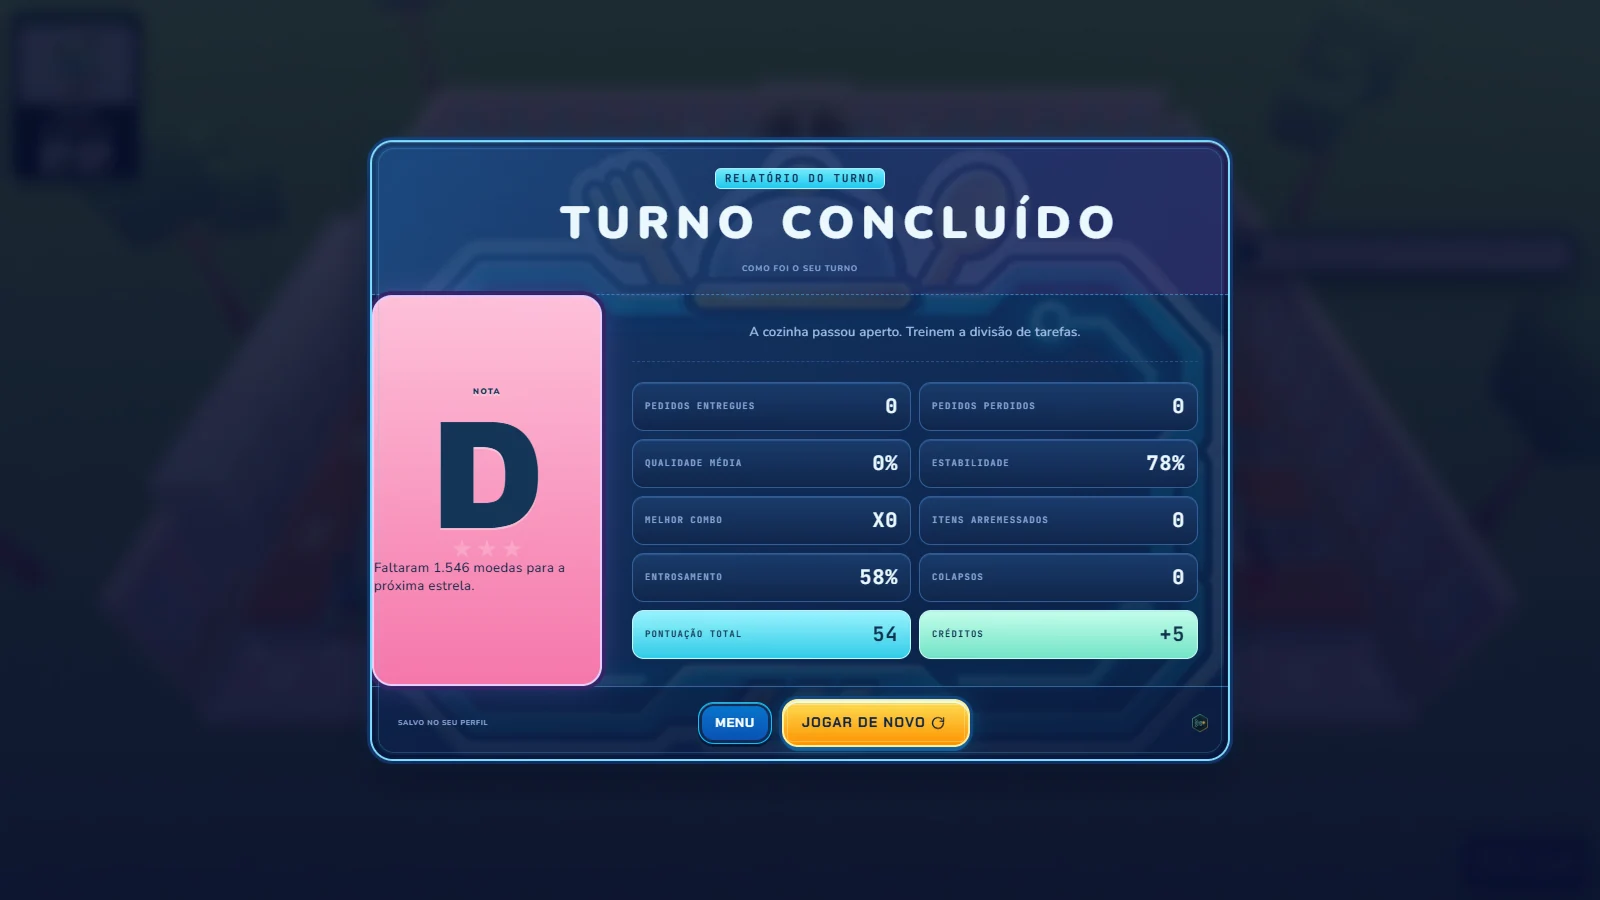 RELATÓRIO DO TURNO
TURNO CONCLUÍDO
COMO FOI O SEU TURNO
NOTA
D
Faltaram 1.546 moedas para a
próxima estrela.
A cozinha passou aperto. Treinem a divisão de tarefas.
PEDIDOS ENTREGUES 0
PEDIDOS PERDIDOS 0
QUALIDADE MÉDIA 0%
ESTABILIDADE 78%
MELHOR COMBO X0
ITENS ARREMESSADOS 0
ENTROSAMENTO 58%
COLAPSOS 0
PONTUAÇÃO TOTAL 54
CRÉDITOS +5
SALVO NO SEU PERFIL
MENU
JOGAR DE NOVO